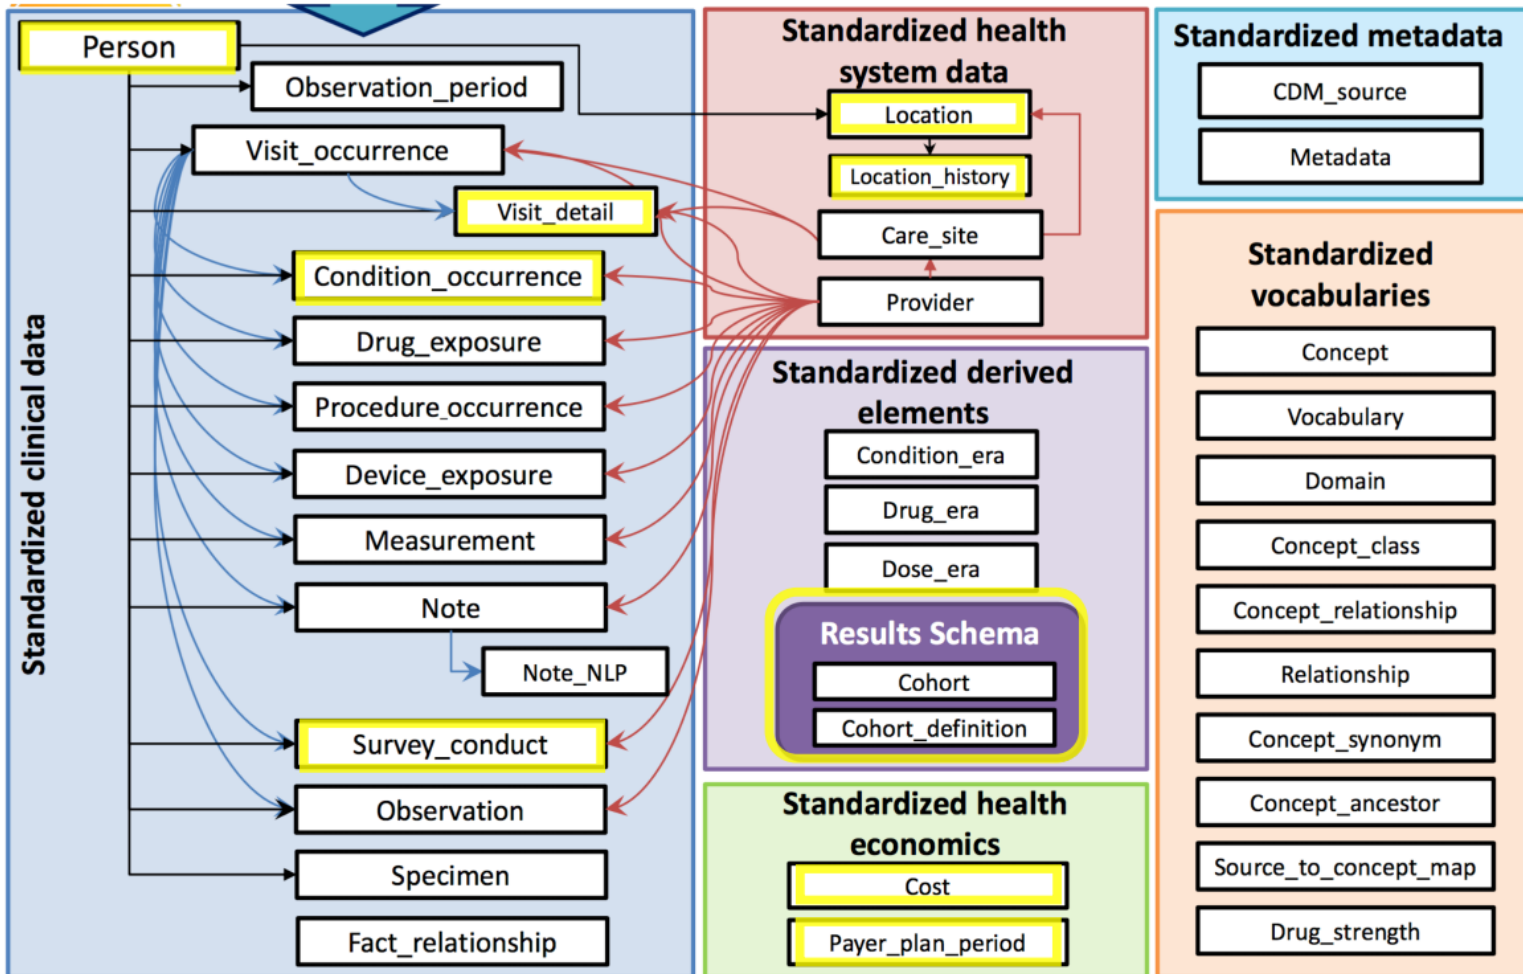 Standardized clinical data
Person
Observation_period
Visit_occurrence
Visit_detail
Condition_occurrence
Drug_exposure
Procedure_occurrence
Device_exposure
Measurement
Note
Note_NLP
Survey_conduct
Observation
Specimen
Fact_relationship
Standardized health
system data
Location
Location_history
Care_site
Provider
Standardized derived
elements
Condition_era
Drug_era
Dose_era
Results Schema
Cohort
Cohort_definition
Standardized health
economics
Cost
Payer_plan_period
Standardized metadata
CDM_source
Metadata
Standardized
vocabularies
Concept
Vocabulary
Domain
Concept_class
Concept_relationship
Relationship
Concept_synonym
Concept_ancestor
Source_to_concept_map
Drug_strength